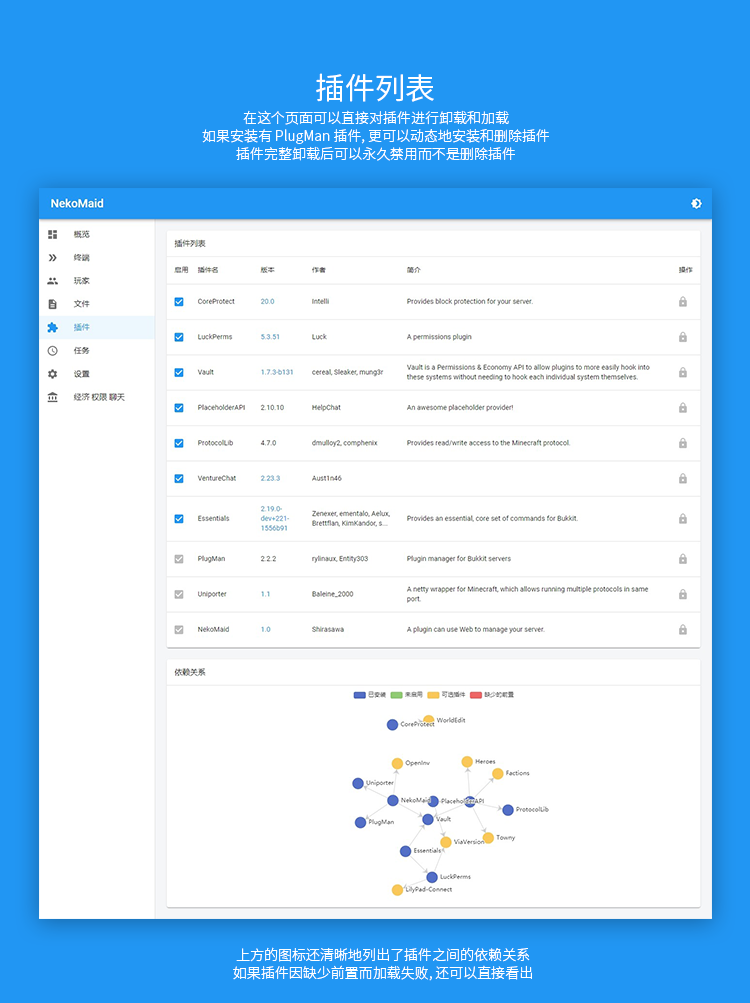 插件列表
在这个页面可以直接对插件进行卸载和加载
如果安装有 PlugMan 插件, 更可以动态地安装和删除插件
插件完整卸载后可以永久禁用而不是删除插件
NekoMaid
概览
终端
玩家
文件
插件
任务
设置
经济 权限 聊天
插件列表
启用 插件名 版本 作者 简介 操作
CoreProtect 20.0 Intelli Provides block protection for your server.
LuckPerms 5.3.51 Luck A permissions plugin
Vault 1.7.3-b131 cereal, Sleaker, mung3r Vault is a Permissions & Economy API to allow plugins to more easily hook into
these systems without needing to hook each individual system themselves.
PlaceholderAPI 2.10.10 HelpChat An awesome placeholder provider!
ProtocolLib 4.7.0 dmulloy2, comphenix Provides read/write access to the Minecraft protocol.
VentureChat 2.23.3 Aust1n46
Essentials 2.19.0-
dev+221-
1556b91 Zenexer, ementalo, Aelux,
Brettflan, KimKandor, s... Provides an essential, core set of commands for Bukkit.
PlugMan 2.2.2 rylinaux, Entity303 Plugin manager for Bukkit servers
Uniporter 1.1 Baleine_2000 A netty wrapper for Minecraft, which allows running multiple protocols in same
port.
NekoMaid 1.0 Shirasawa A plugin can use Web to manage your server.
依赖关系
已安装 未启用 可选插件 缺少的前置
CoreProtect WorldEdit
OpenInv Heroes
Factions
Uniporter
NekoMaid PlaceholderAPI
ProtocolLib
PlugMan Vault
ViaVersion Towny
Essentials
LuckPerms
LilyPad-Connect
上方的图标还清晰地列出了插件之间的依赖关系
如果插件因缺少前置而加载失败, 还可以直接看出